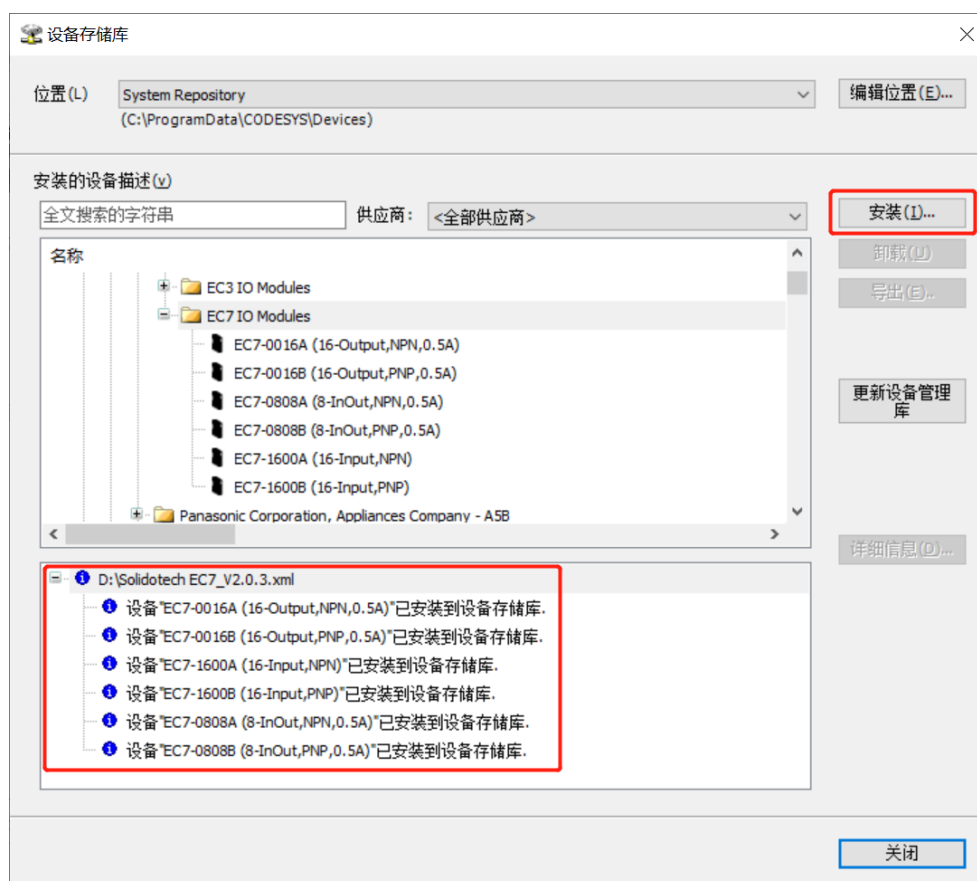 设备存储库
位置(L)
System Repository
编辑位置(E)...
(C:\ProgramData\CODESYS\Devices)
安装的设备描述(v)
全文搜索的字符串
供应商:
<全部供应商>
安装(I)...
名称
卸载(U)
EC3 IO Modules
导出(E)..
EC7 IO Modules
EC7-0016A (16-Output,NPN,0.5A)
EC7-0016B (16-Output,PNP,0.5A)
EC7-0808A (8-InOut,NPN,0.5A)
更新设备管理
库
EC7-0808B (8-InOut,PNP,0.5A)
EC7-1600A (16-Input,NPN)
EC7-1600B (16-Input,PNP)
Panasonic Corporation, Appliances Company - A5B
详细信息(D)...
D:\Solidotech EC7_V2.0.3.xml
设备"EC7-0016A (16-Output,NPN,0.5A)"已安装到设备存储库.
设备"EC7-0016B (16-Output,PNP,0.5A)"已安装到设备存储库.
设备"EC7-1600A (16-Input,NPN)"已安装到设备存储库.
设备"EC7-1600B (16-Input,PNP)"已安装到设备存储库.
设备"EC7-0808A (8-InOut,NPN,0.5A)"已安装到设备存储库.
设备"EC7-0808B (8-InOut,PNP,0.5A)"已安装到设备存储库.
关闭